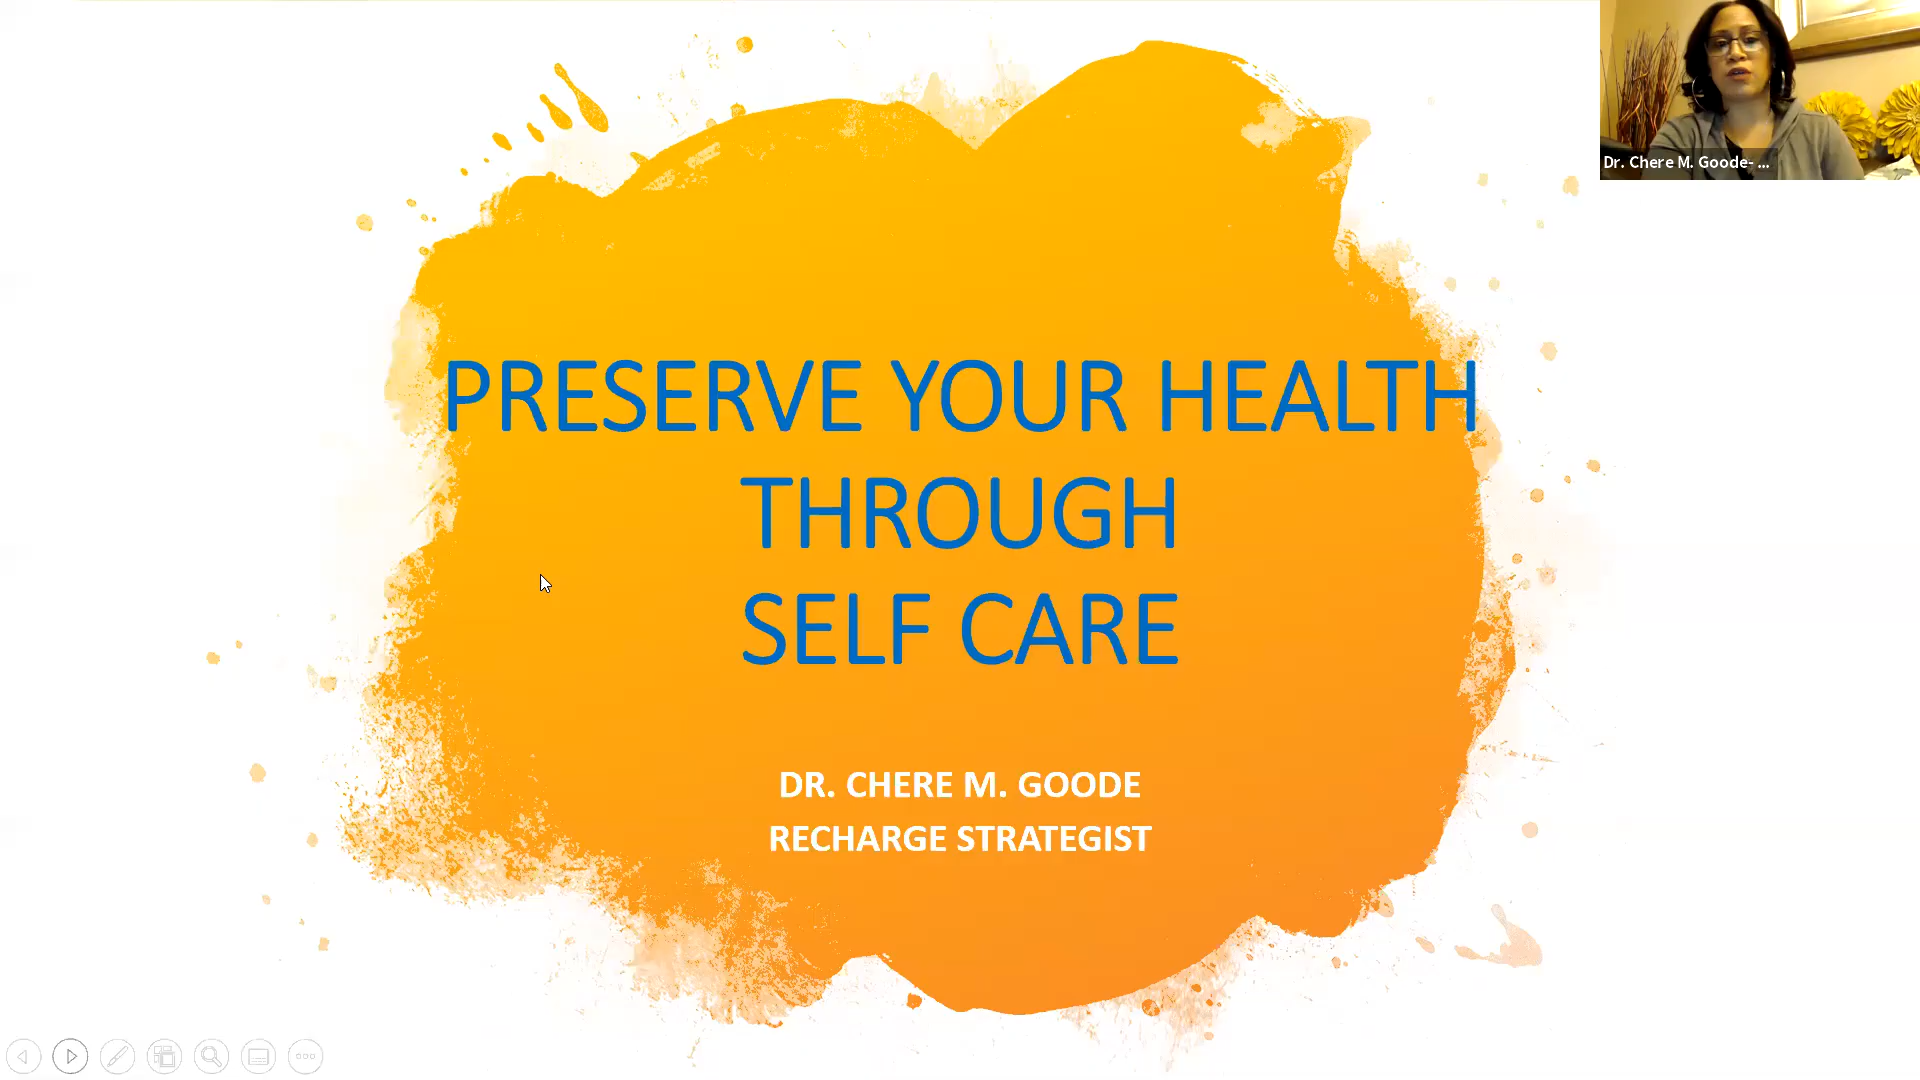 Dr. Chere M. Goode- ...
PRESERVE YOUR HEALTH
THROUGH
SELF CARE
DR. CHERE M. GOODE
RECHARGE STRATEGIST